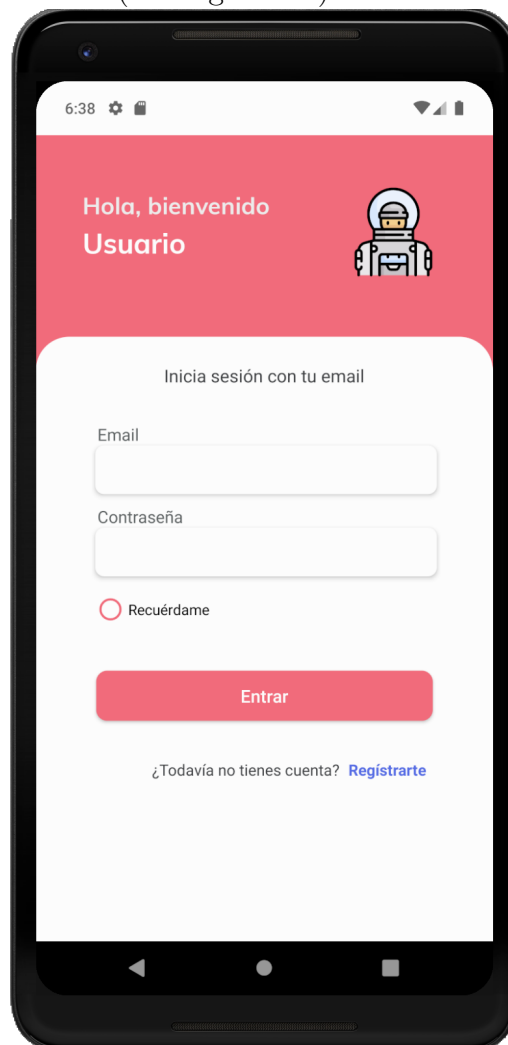 6:38
Hola, bienvenido
Usuario
Inicia sesión con tu email
Email
Contraseña
Recuérdame
Entrar
¿Todavía no tienes cuenta? Regístrarte